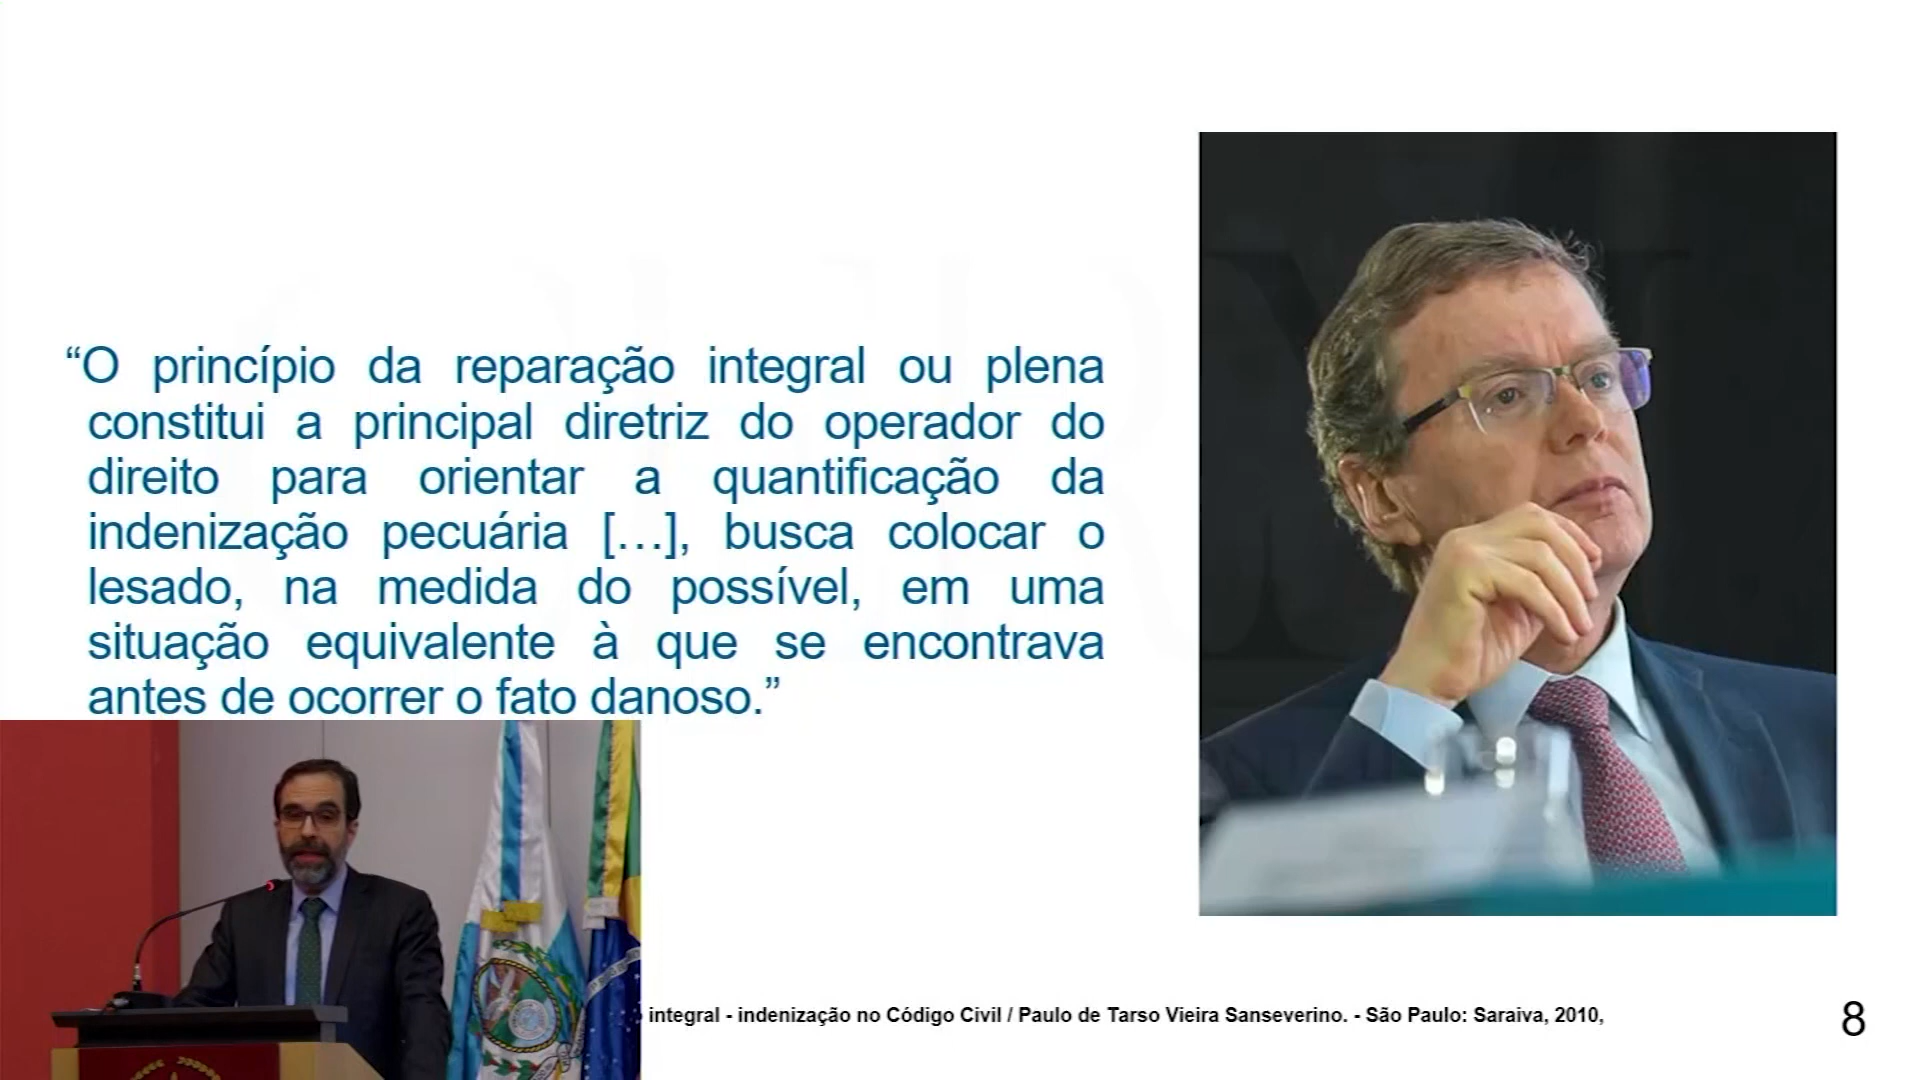 “O princípio da reparação integral ou plena
constitui a principal diretriz do operador do
direito para orientar a quantificação da
indenização pecuária […], busca colocar o
lesado, na medida do possível, em uma
situação equivalente à que se encontrava
antes de ocorrer o fato danoso.”
integral - indenização no Código Civil / Paulo de Tarso Vieira Sanseverino. - São Paulo: Saraiva, 2010,
8